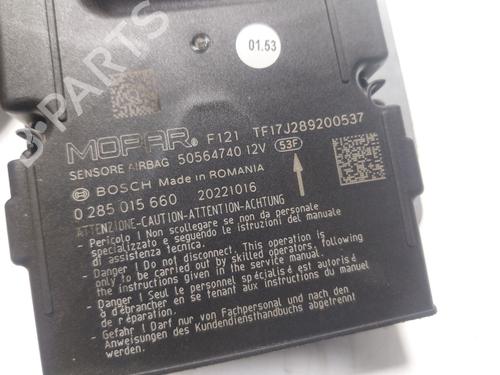 01.53
MOPAR® F121 TF17J289200537
SENSORE AIRBAG 50564740 12V 53F
BOSCH Made in ROMANIA
0 285 015 660 20221016
ATTENZIONE-CAUTION-ATTENTION-ACHTUNG
- Pericolo ! Non scollegare se non da personale
specializzato e seguendo le istruzioni del manuale
di assistenza tecnica.
- Danger ! Do not disconnect. This operation is
only to be carried out by skilled operators, following
the instructions given in the service manual.
- Danger ! Seul le personnel spécialisé est autorisé
à débrancher en se tenant aux instructions du manuel
de réparation.
- Gefahr ! Darf nur von Fachpersonal und nach den
Anweisungen des Kundendiensthandbuchs abgetrennt
werden.